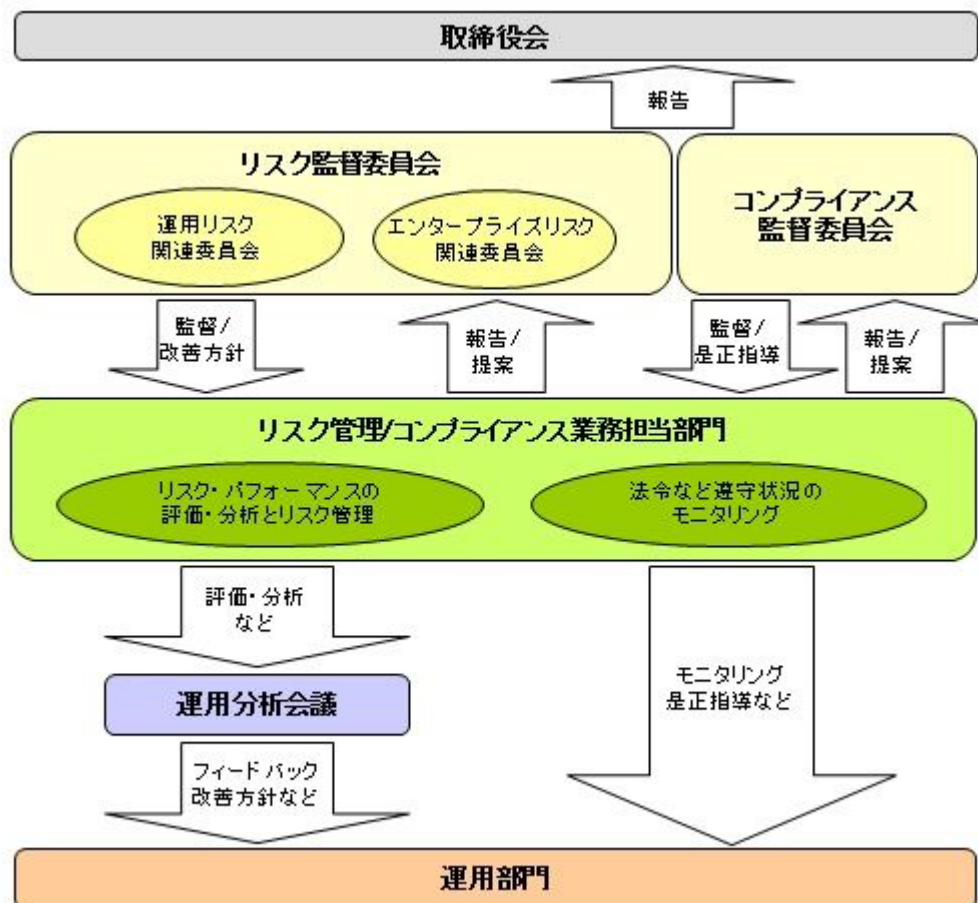 取締役会
報告
リスク監督委員会
運用リスク
関連委員会
エンタープライズリスク
関連委員会
コンプライアンス
監督委員会
監督/
改善方針
報告/
提案
監督/
是正指導
報告/
提案
リスク管理/コンプライアンス業務担当部門
リスク・パフォーマンスの
評価・分析とリスク管理
法令など遵守状況の
モニタリング
評価・分析
など
運用分析会議
モニタリング
是正指導など
フィードバック
改善方針など
運用部門